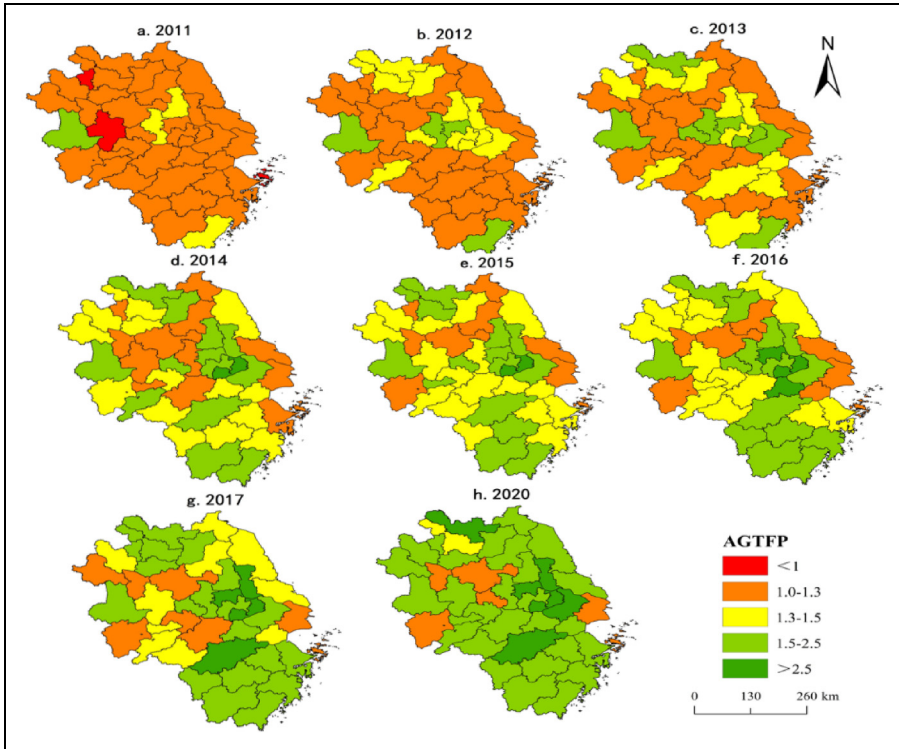 a. 2011
b. 2012
c. 2013
N
d. 2014
e. 2015
f. 2016
g. 2017
h. 2020
AGTFP
<1
1.0-1.3
1.3-1.5
1.5-2.5
>2.5
0 130 260 km